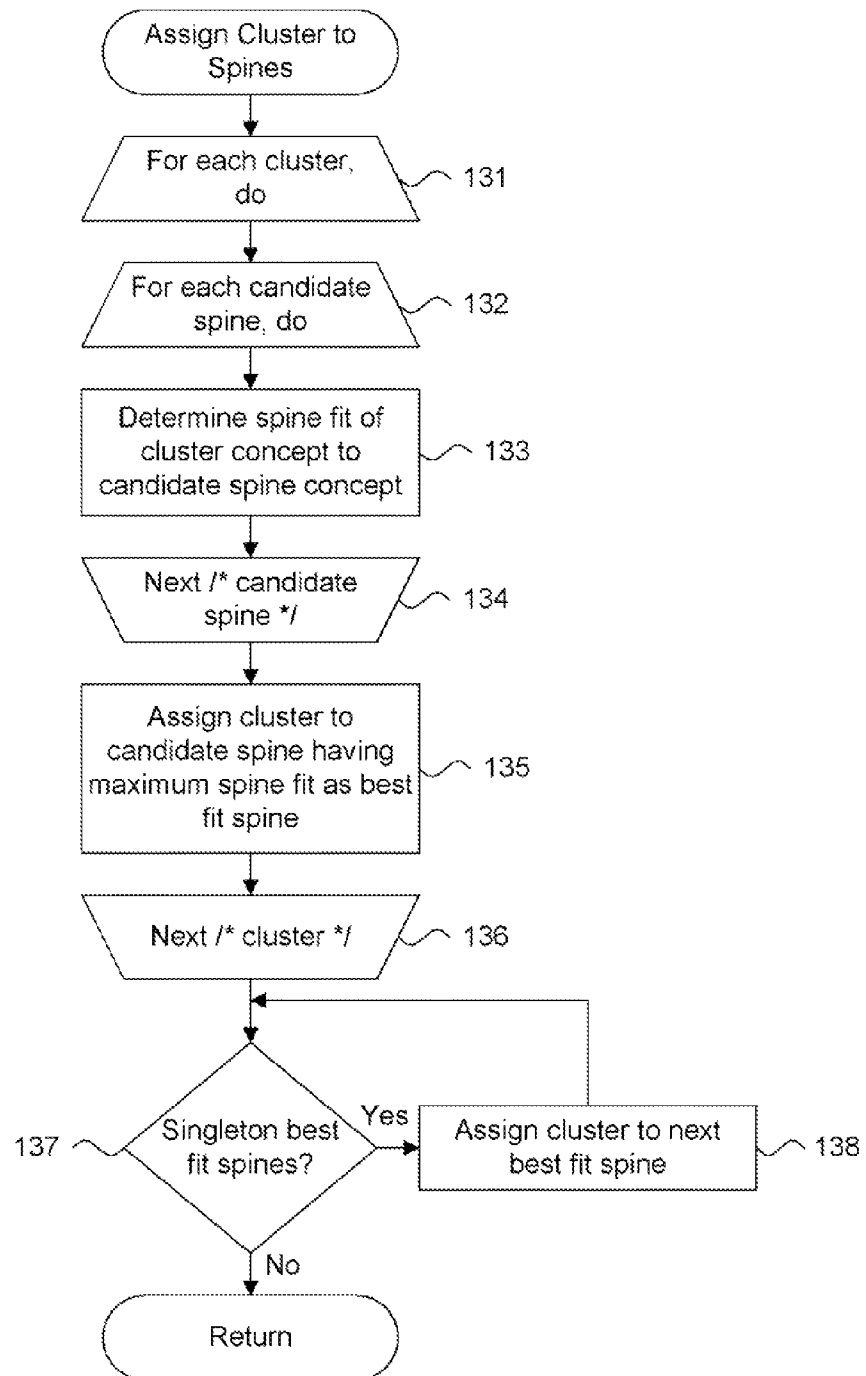 Assign Cluster to
Spines
For each cluster,
do
131
For each candidate
spine, do
132
Determine spine fit of
cluster concept to
candidate spine concept
133
Next /* candidate
spine */
134
Assign cluster to
candidate spine having
maximum spine fit as best
fit spine
135
Next /* cluster */
136
137
Singleton best
fit spines?
Yes
Assign cluster to next
best fit spine
138
No
Return